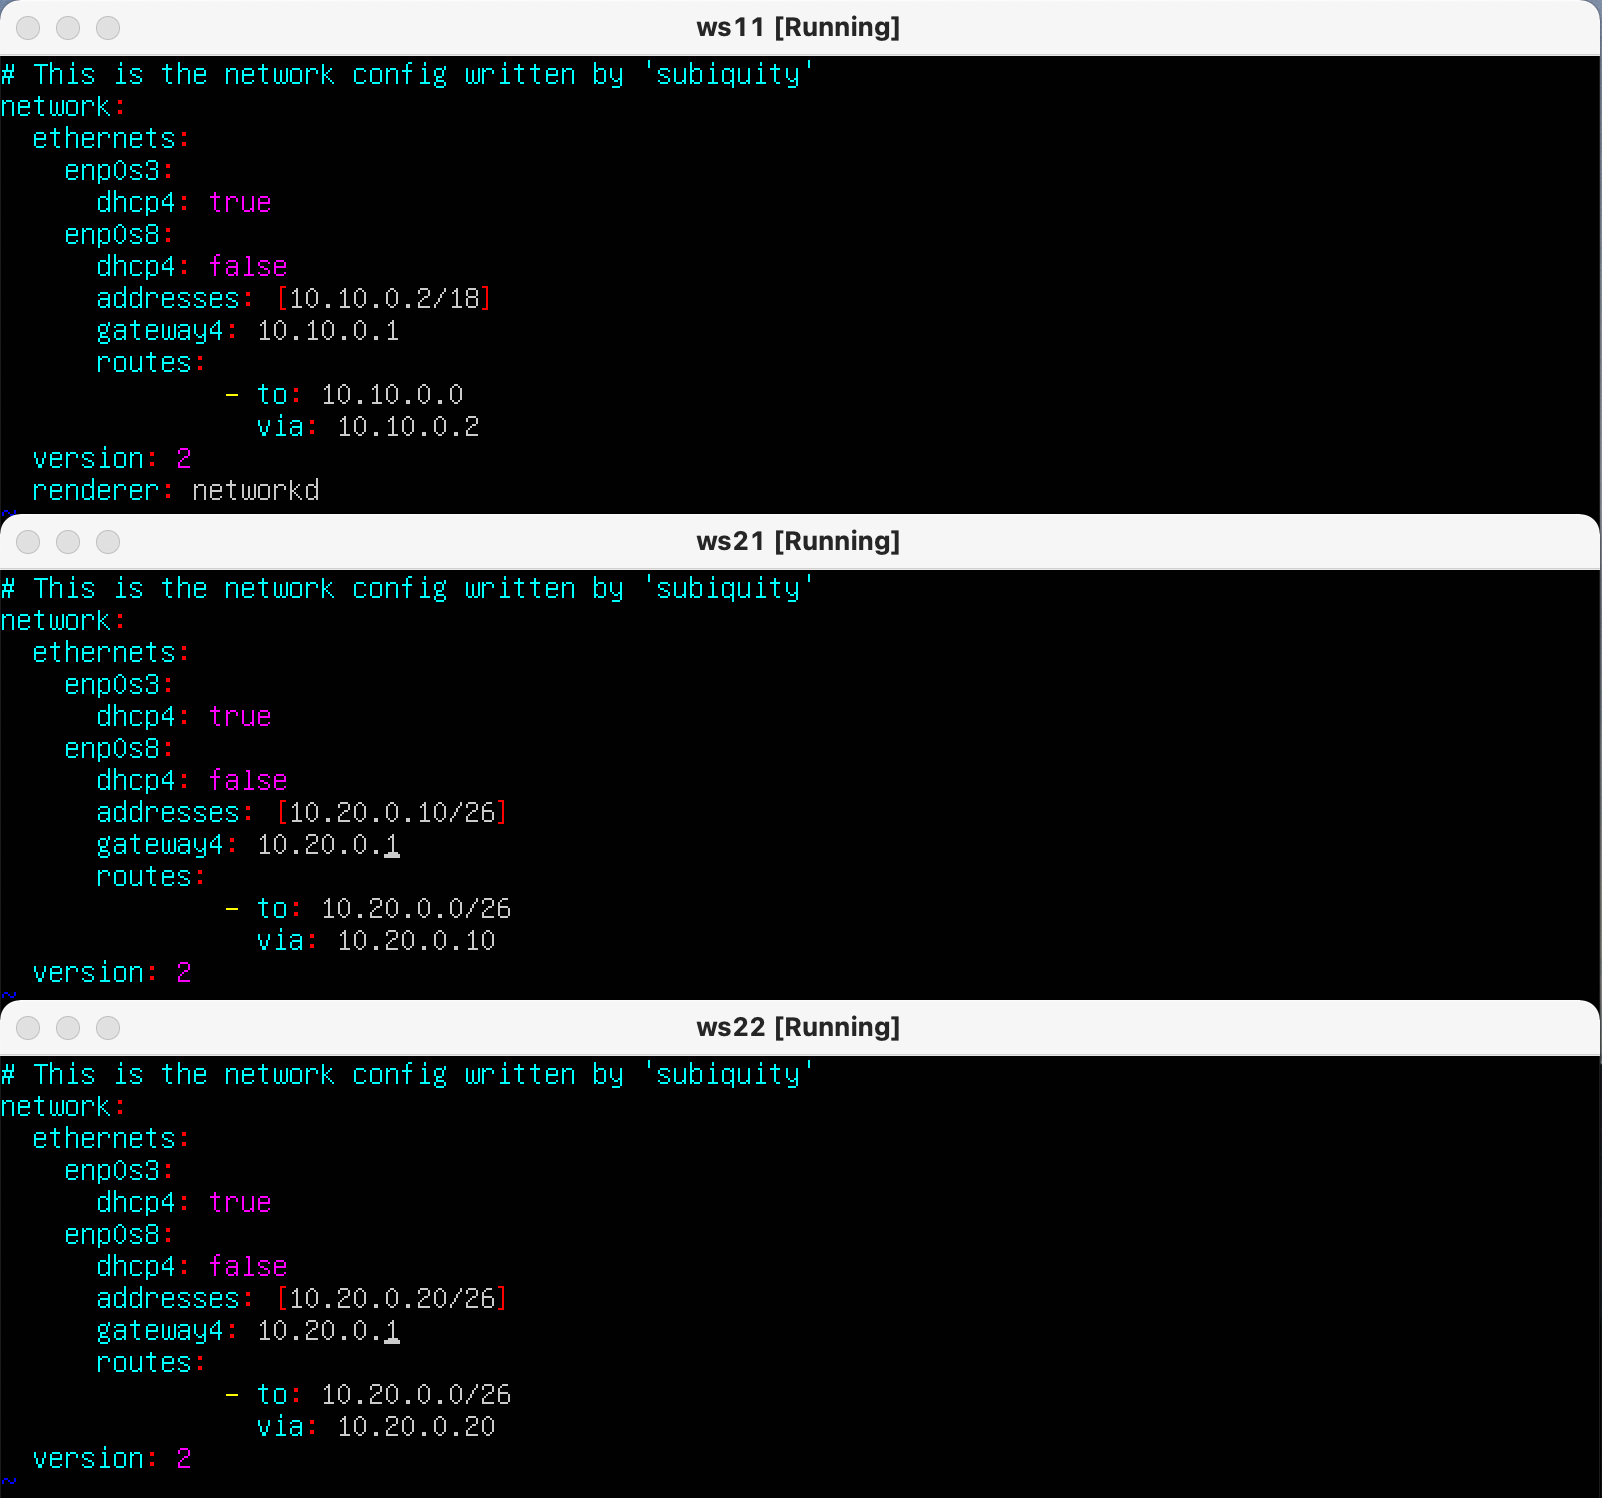 ws11 [Running]
# This is the network config written by 'subiquity'
network:
  ethernets:
    enp0s3:
      dhcp4: true
    enp0s8:
      dhcp4: false
      addresses: [10.10.0.2/18]
      gateway4: 10.10.0.1
      routes:
              - to: 10.10.0.0
                via: 10.10.0.2
  version: 2
  renderer: networkd
~
ws21 [Running]
# This is the network config written by 'subiquity'
network:
  ethernets:
    enp0s3:
      dhcp4: true
    enp0s8:
      dhcp4: false
      addresses: [10.20.0.10/26]
      gateway4: 10.20.0.1
      routes:
              - to: 10.20.0.0/26
                via: 10.20.0.10
  version: 2
~
ws22 [Running]
# This is the network config written by 'subiquity'
network:
  ethernets:
    enp0s3:
      dhcp4: true
    enp0s8:
      dhcp4: false
      addresses: [10.20.0.20/26]
      gateway4: 10.20.0.1
      routes:
              - to: 10.20.0.0/26
                via: 10.20.0.20
  version: 2
~